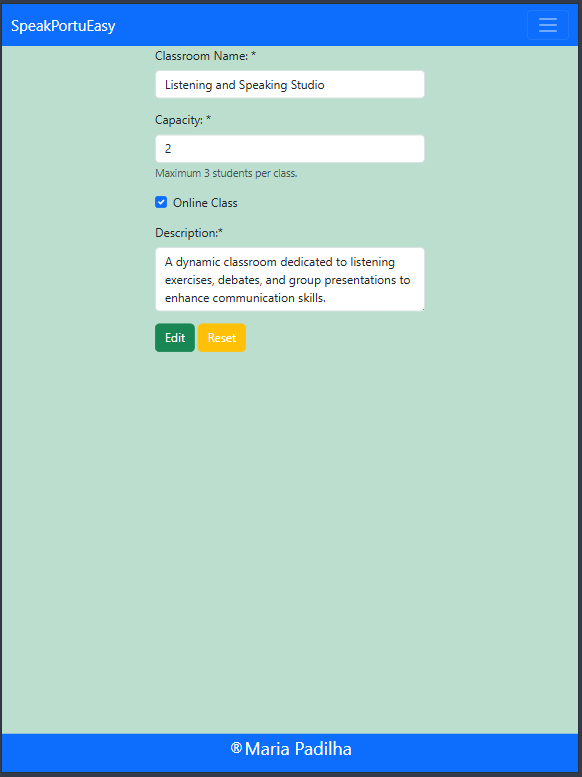 SpeakPortuEasy
Classroom Name: *
Listening and Speaking Studio
Capacity: *
2
Maximum 3 students per class.
Online Class
Description:*
A dynamic classroom dedicated to listening
exercises, debates, and group presentations to
enhance communication skills.
Edit Reset
®Maria Padilha